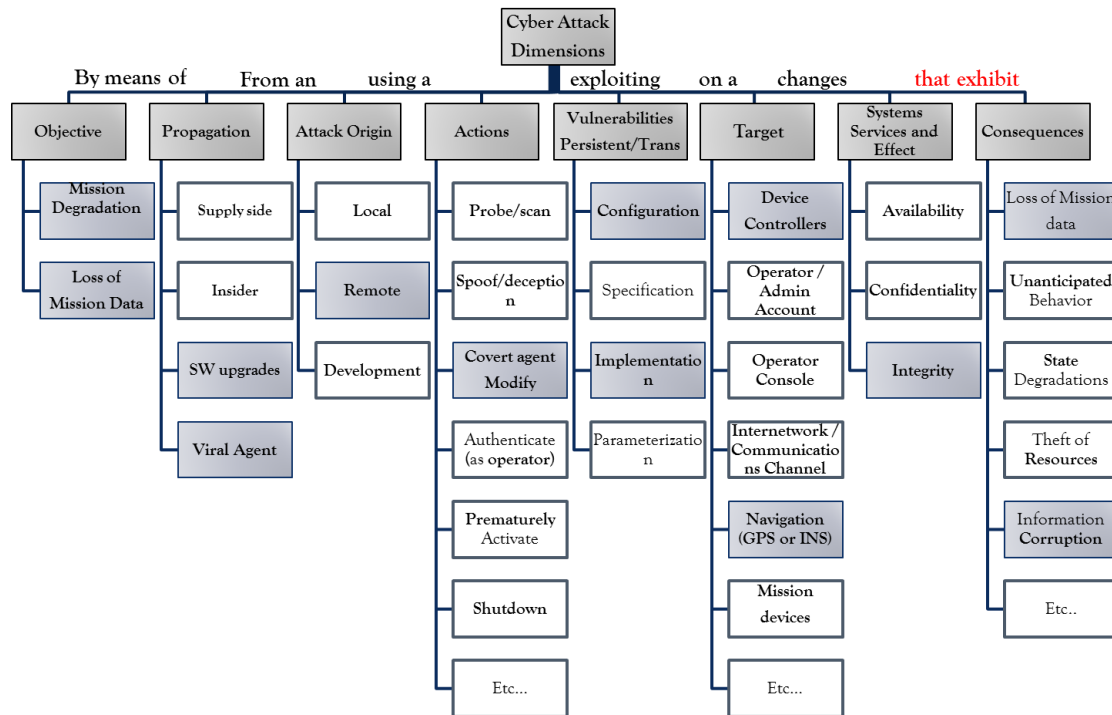 Cyber Attack
Dimensions
By means of From an using a exploiting on a changes that exhibit
Objective
Propagation
Attack Origin
Actions
Vulnerabilities
Persistent/Trans
Target
Systems
Services and
Effect
Consequences
Mission
Degradation
Loss of
Mission Data
Supply side
Insider
SW upgrades
Viral Agent
Local
Remote
Development
Probe/scan
Spoof/deceptio
n
Covert agent
Modify
Authenticate
(as operator)
Prematurely
Activate
Shutdown
Etc...
Configuration
Specification
Implementatio
n
Parameterizatio
n
Device
Controllers
Operator /
Admin
Account
Operator
Console
Internetwork /
Communicatio
ns Channel
Navigation
(GPS or INS)
Mission
devices
Etc...
Availability
Confidentiality
Integrity
Loss of Mission
data
Unanticipated
Behavior
State
Degradations
Theft of
Resources
Information
Corruption
Etc..